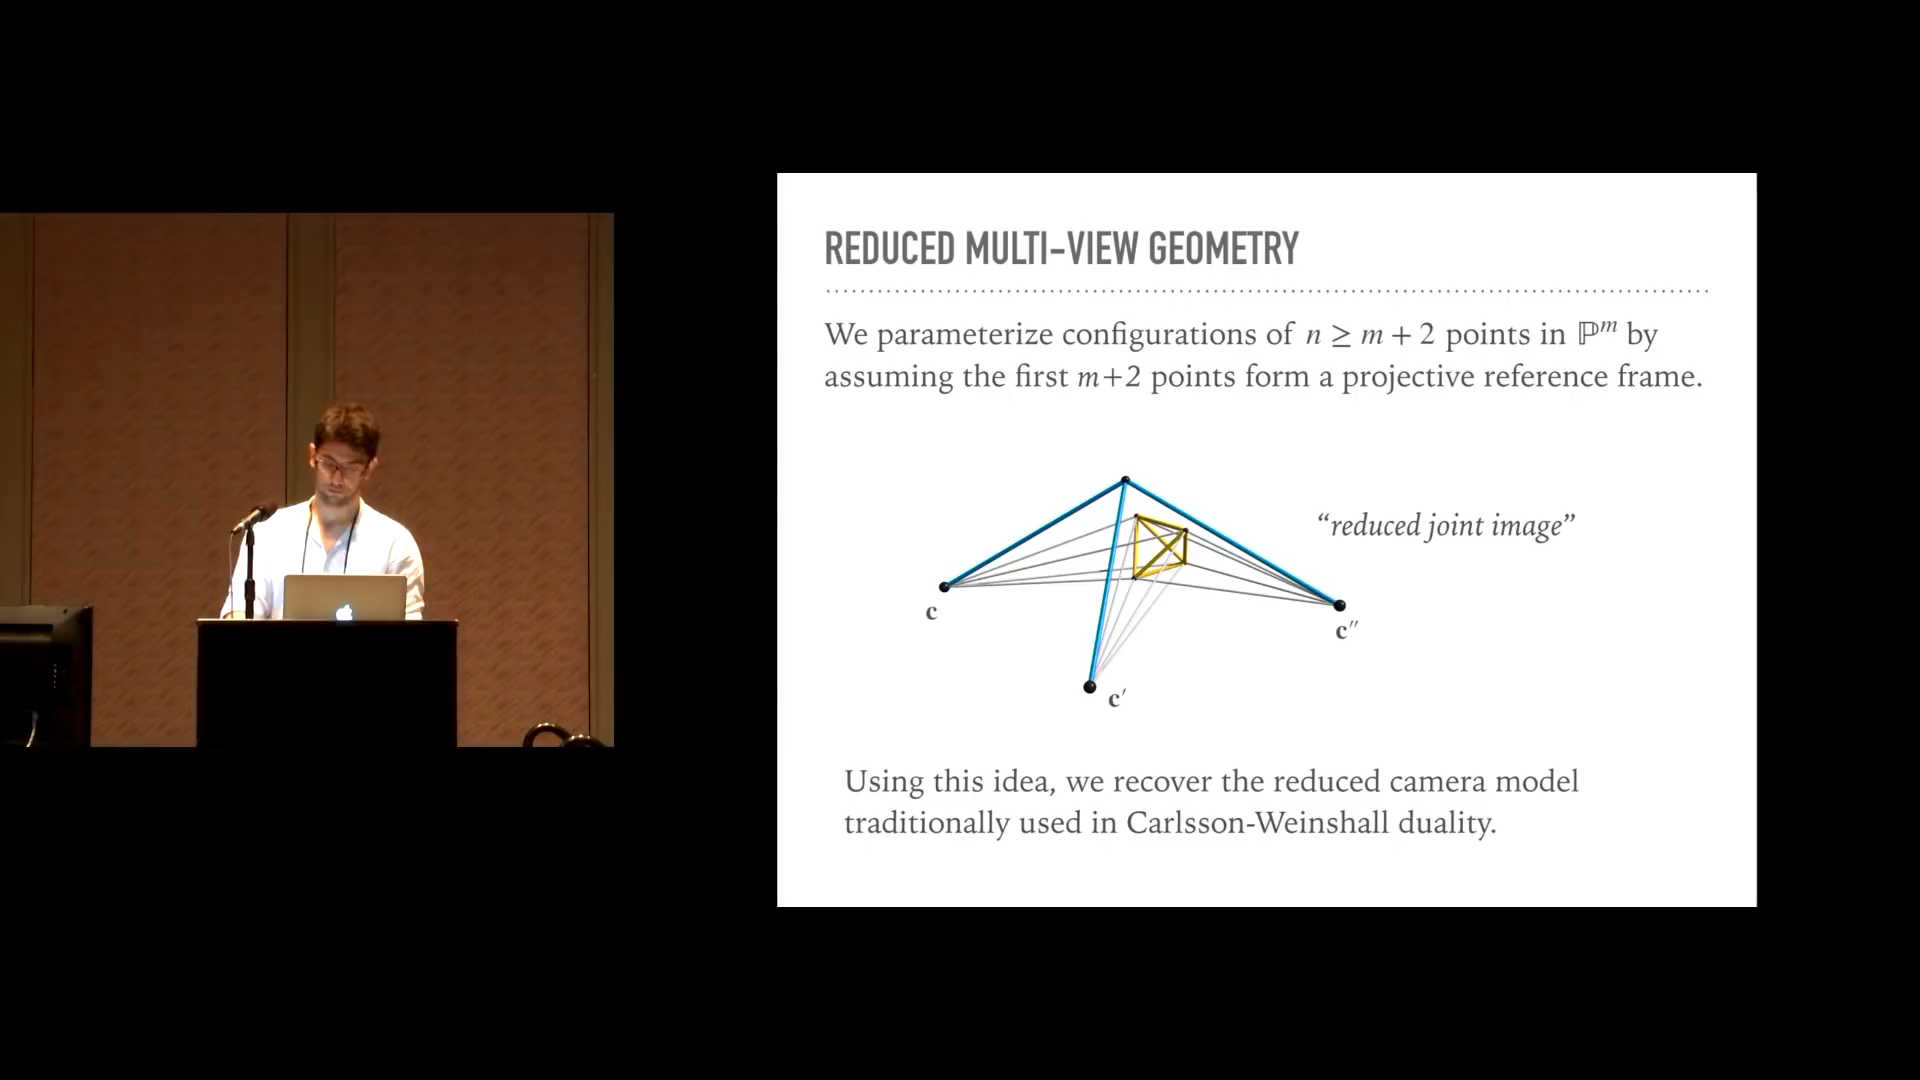 REDUCED MULTI-VIEW GEOMETRY
We parameterize configurations of n ≥ m + 2 points in ℙᵐ by
assuming the first m+2 points form a projective reference frame.
“reduced joint image”
c
c″
c′
Using this idea, we recover the reduced camera model
traditionally used in Carlsson-Weinshall duality.